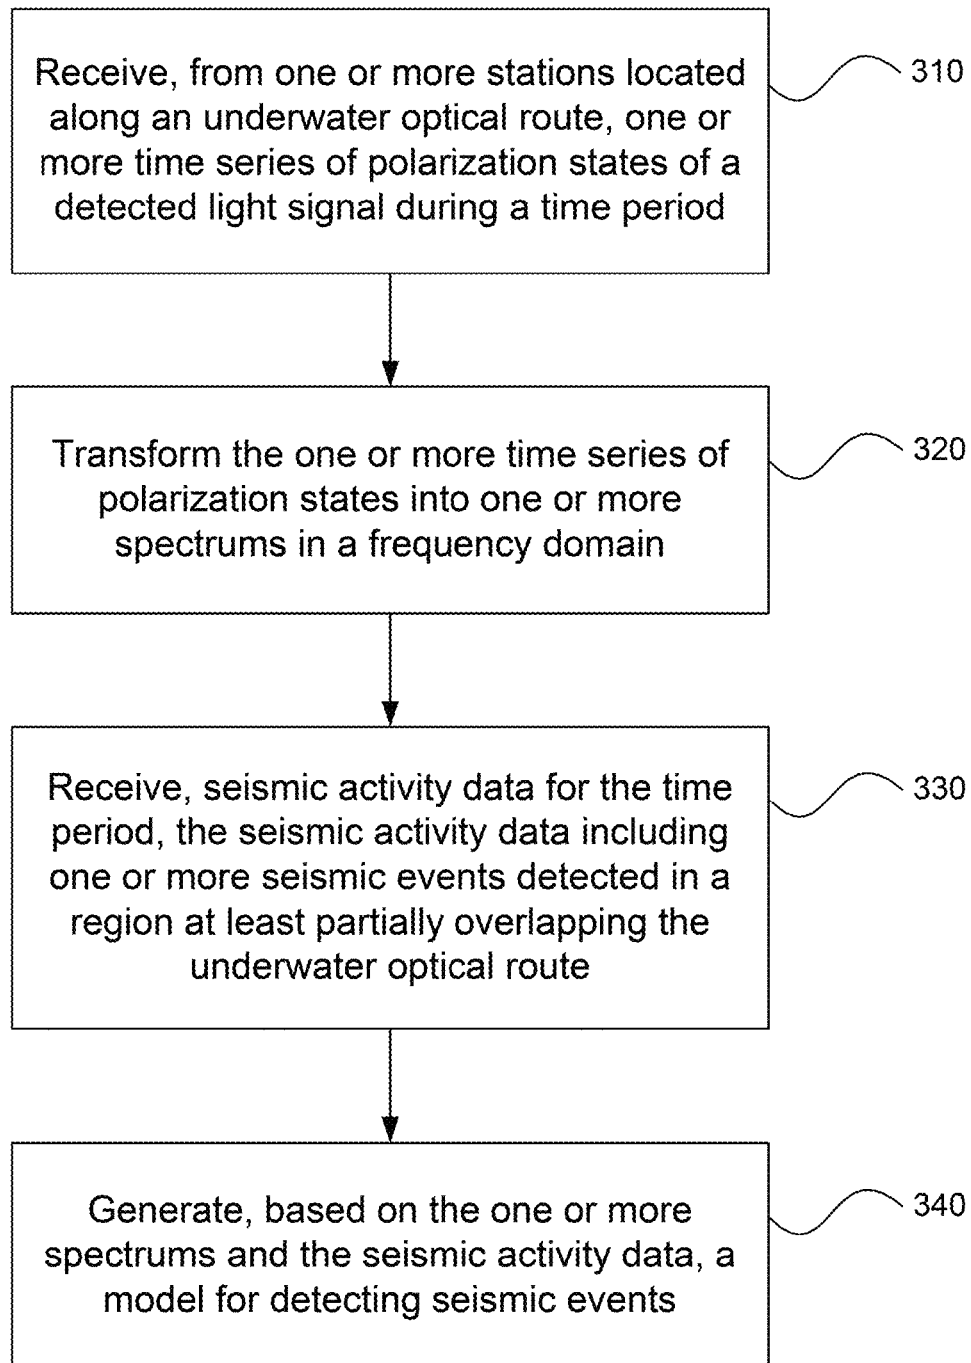 Receive, from one or more stations located
along an underwater optical route, one or
more time series of polarization states of a
detected light signal during a time period
310
Transform the one or more time series of
polarization states into one or more
spectrums in a frequency domain
320
Receive, seismic activity data for the time
period, the seismic activity data including
one or more seismic events detected in a
region at least partially overlapping the
underwater optical route
330
Generate, based on the one or more
spectrums and the seismic activity data, a
model for detecting seismic events
340